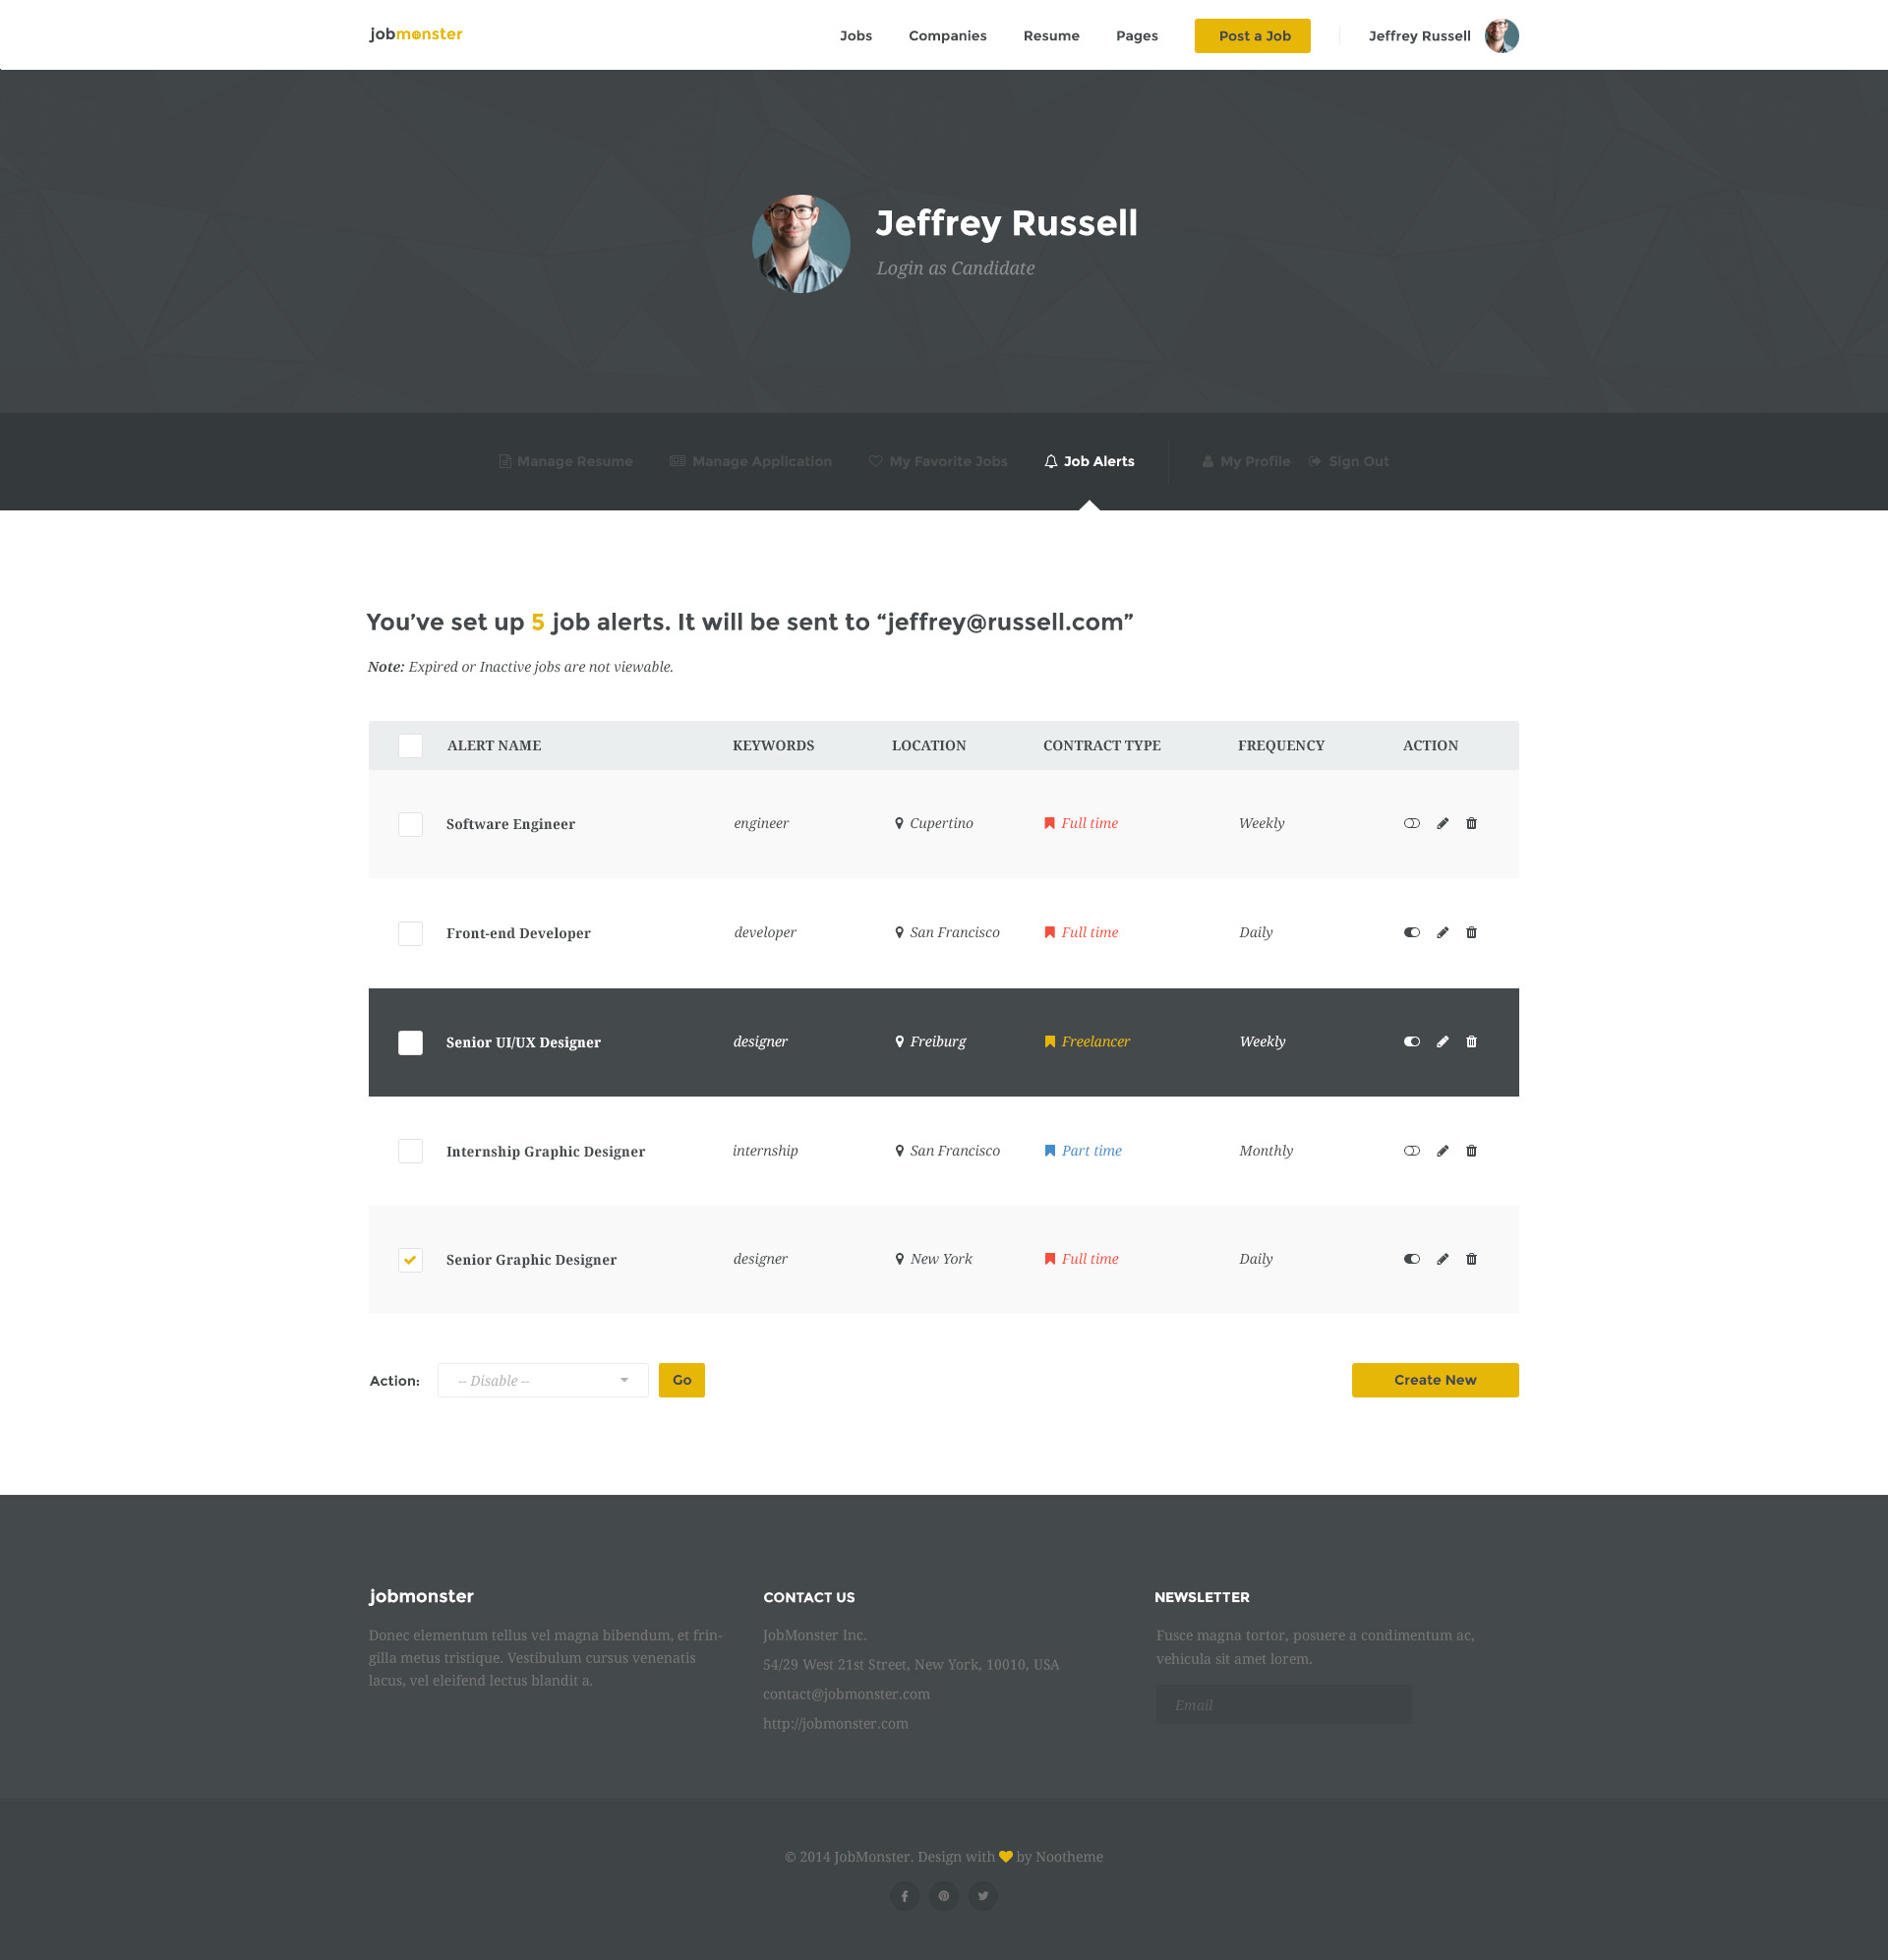 jobmonster
Jobs Companies Resume Pages Post a Job Jeffrey Russell
Jeffrey Russell
Login as Candidate
Manage Resume Manage Application My Favorite Jobs Job Alerts My Profile Sign Out
You’ve set up 5 job alerts. It will be sent to “jeffrey@russell.com”
Note: Expired or Inactive jobs are not viewable.
ALERT NAME KEYWORDS LOCATION CONTRACT TYPE FREQUENCY ACTION
Software Engineer engineer Cupertino Full time Weekly
Front-end Developer developer San Francisco Full time Daily
Senior UI/UX Designer designer Freiburg Freelancer Weekly
Internship Graphic Designer internship San Francisco Part time Monthly
Senior Graphic Designer designer New York Full time Daily
Action: -- Disable -- Go Create New
jobmonster
Donec elementum tellus vel magna bibendum, et frin-
gilla metus tristique. Vestibulum cursus venenatis
lacus, vel eleifend lectus blandit a.
CONTACT US
JobMonster Inc.
54/29 West 21st Street, New York, 10010, USA
contact@jobmonster.com
http://jobmonster.com
NEWSLETTER
Fusce magna tortor, posuere a condimentum ac,
vehicula sit amet lorem.
Email
© 2014 JobMonster. Design with by Nootheme